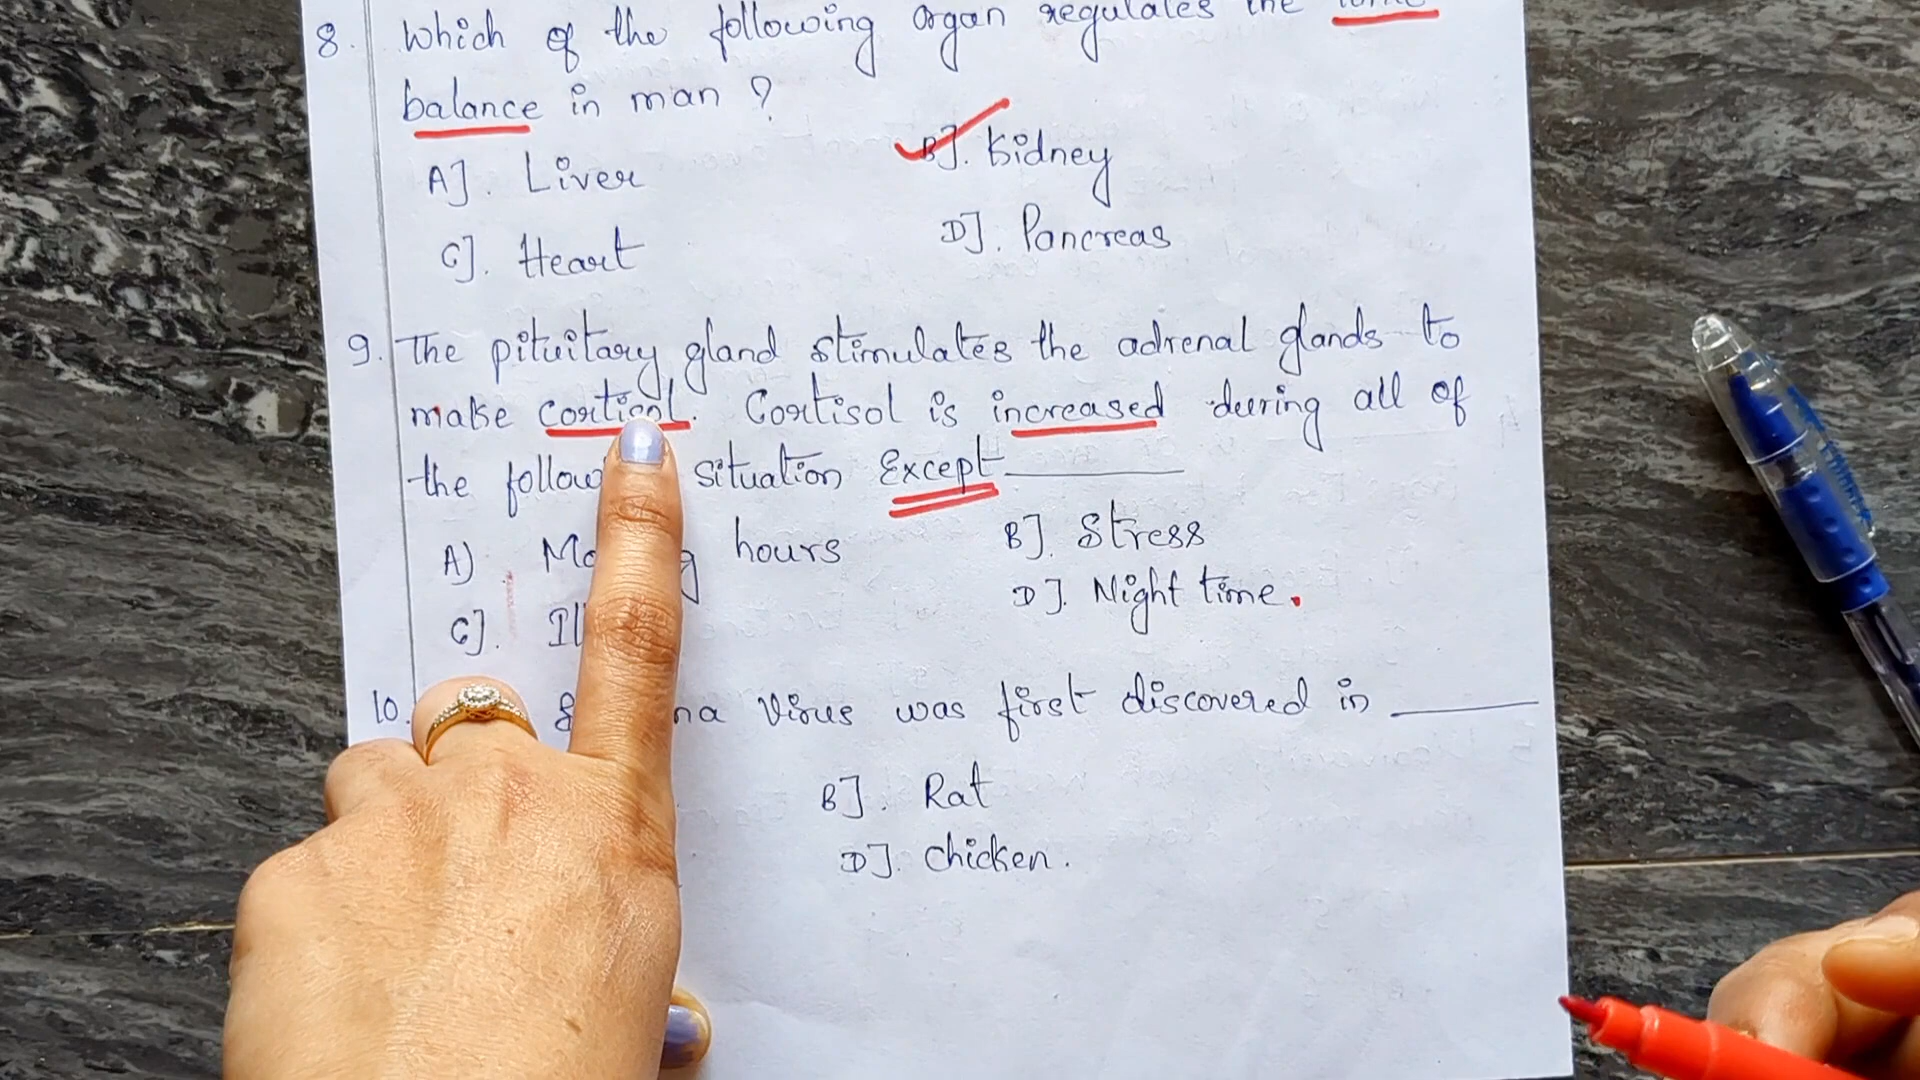 8. Which of the following organ regulates the
balance in man ?
A]. Liver
B]. Kidney
C]. Heart
D]. Pancreas
9. The pituitary gland stimulates the adrenal glands to
make cortisol. Cortisol is increased during all of
the situation Except
A) hours
B]. Stress
C].
D]. Night time.
10. Virus was first discovered in
B]. Rat
D]. Chicken.